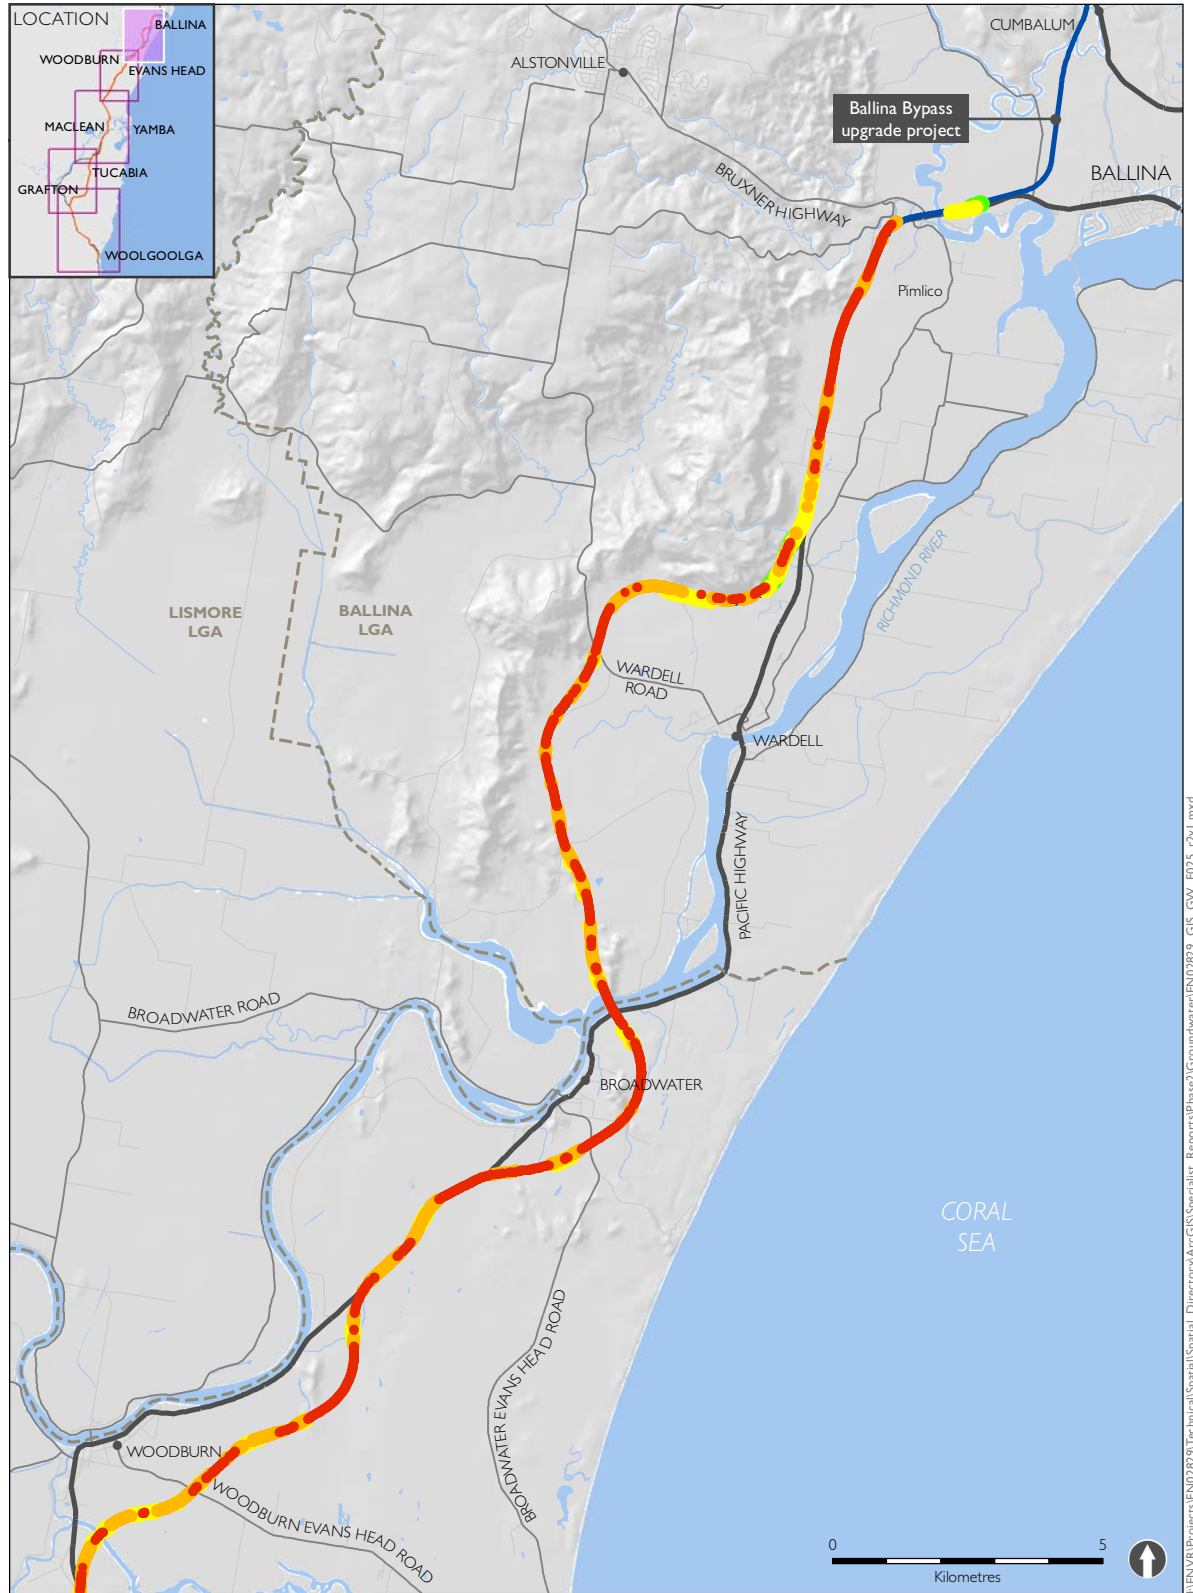 LOCATION
BALLINA
WOODBURN
EVANS HEAD
MACLEAN
YAMBA
TUCABIA
GRAFTON
WOOLGOOLGA
CUMBALUM
ALSTONVILLE
Ballina Bypass
upgrade project
BALLINA
BRUXNER HIGHWAY
Pimlico
RICHMOND RIVER
LISMORE
LGA
BALLINA
LGA
WARDELL
ROAD
WARDELL
PACIFIC HIGHWAY
BROADWATER ROAD
BROADWATER
CORAL
SEA
BROADWATER EVANS HEAD ROAD
WOODBURN
WOODBURN EVANS HEAD ROAD
0 5
Kilometres